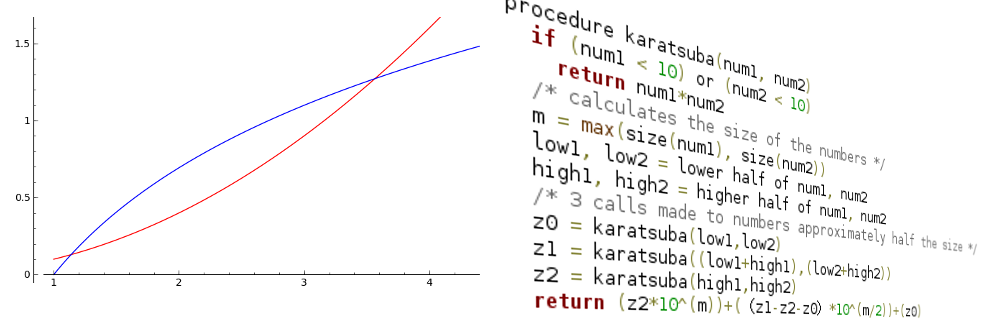 1.5
1
0.5
0
1 2 3 4
procedure karatsuba(num1, num2)
if (num1 < 10) or (num2 < 10)
return num1*num2
/* calculates the size of the numbers */
m = max(size(num1), size(num2))
low1, low2 = lower half of num1, num2
high1, high2 = higher half of num1, num2
/* 3 calls made to numbers approximately half the size */
z0 = karatsuba(low1,low2)
z1 = karatsuba((low1+high1),(low2+high2))
z2 = karatsuba(high1,high2)
return (z2*10^(m))+( (z1-z2-z0) *10^(m/2))+(z0)